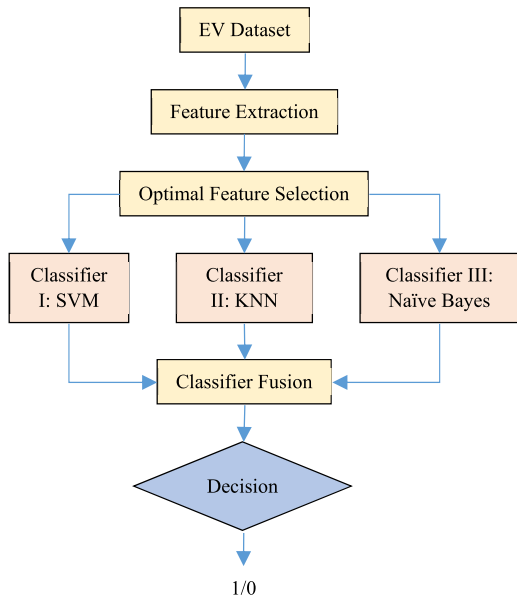 EV Dataset
Feature Extraction
Optimal Feature Selection
Classifier
I: SVM
Classifier
II: KNN
Classifier III:
Naïve Bayes
Classifier Fusion
Decision
1/0